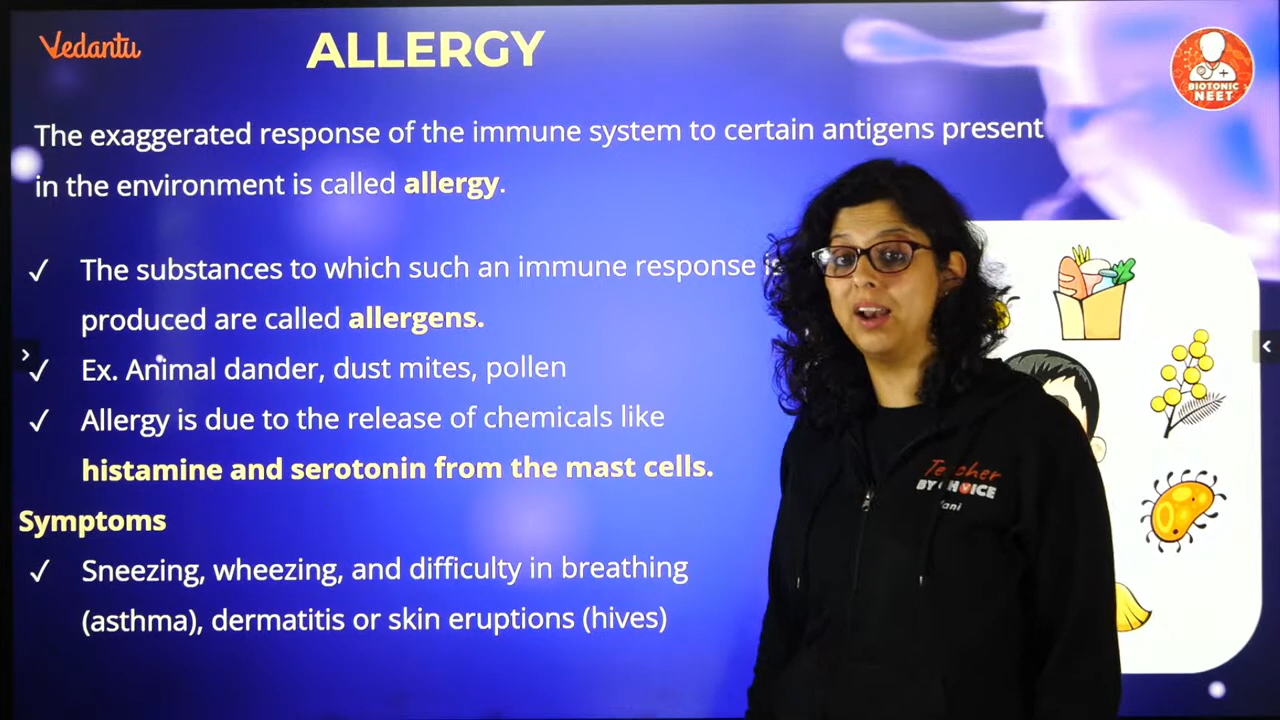 Vedantu
ALLERGY
BIOTONIC
NEET
The exaggerated response of the immune system to certain antigens present
in the environment is called allergy.
✓ The substances to which such an immune response is
produced are called allergens.
✓ Ex. Animal dander, dust mites, pollen
✓ Allergy is due to the release of chemicals like
histamine and serotonin from the mast cells.
Symptoms
✓ Sneezing, wheezing, and difficulty in breathing
(asthma), dermatitis or skin eruptions (hives)
BY CHOICE